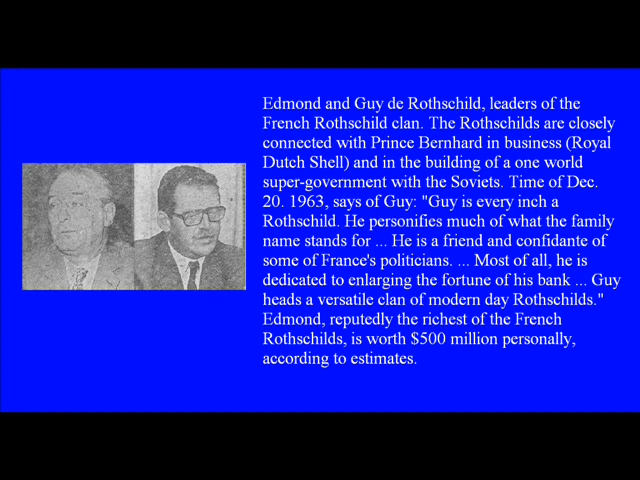 Edmond and Guy de Rothschild, leaders of the
French Rothschild clan. The Rothschilds are closely
connected with Prince Bernhard in business (Royal
Dutch Shell) and in the building of a one world
super-government with the Soviets. Time of Dec.
20. 1963, says of Guy: "Guy is every inch a
Rothschild. He personifies much of what the family
name stands for ... He is a friend and confidante of
some of France's politicians. ... Most of all, he is
dedicated to enlarging the fortune of his bank ... Guy
heads a versatile clan of modern day Rothschilds."
Edmond, reputedly the richest of the French
Rothschilds, is worth $500 million personally,
according to estimates.